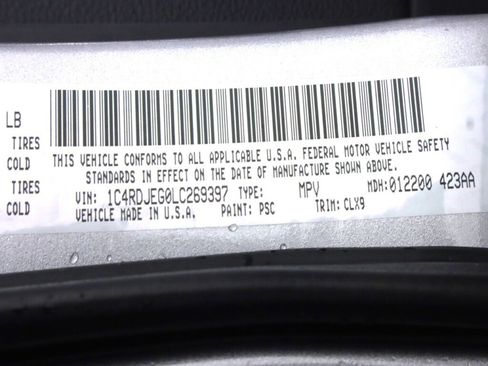 LB
TIRES
COLD
TIRES
COLD
THIS VEHICLE CONFORMS TO ALL APPLICABLE U.S.A. FEDERAL MOTOR VEHICLE SAFETY
STANDARDS IN EFFECT ON THE DATE OF MANUFACTURE SHOWN ABOVE.
VIN: 1C4RDJEG0LC269397 TYPE: MPV MDH: 012200 423AA
VEHICLE MADE IN U.S.A. PAINT: PSC TRIM: CLX9